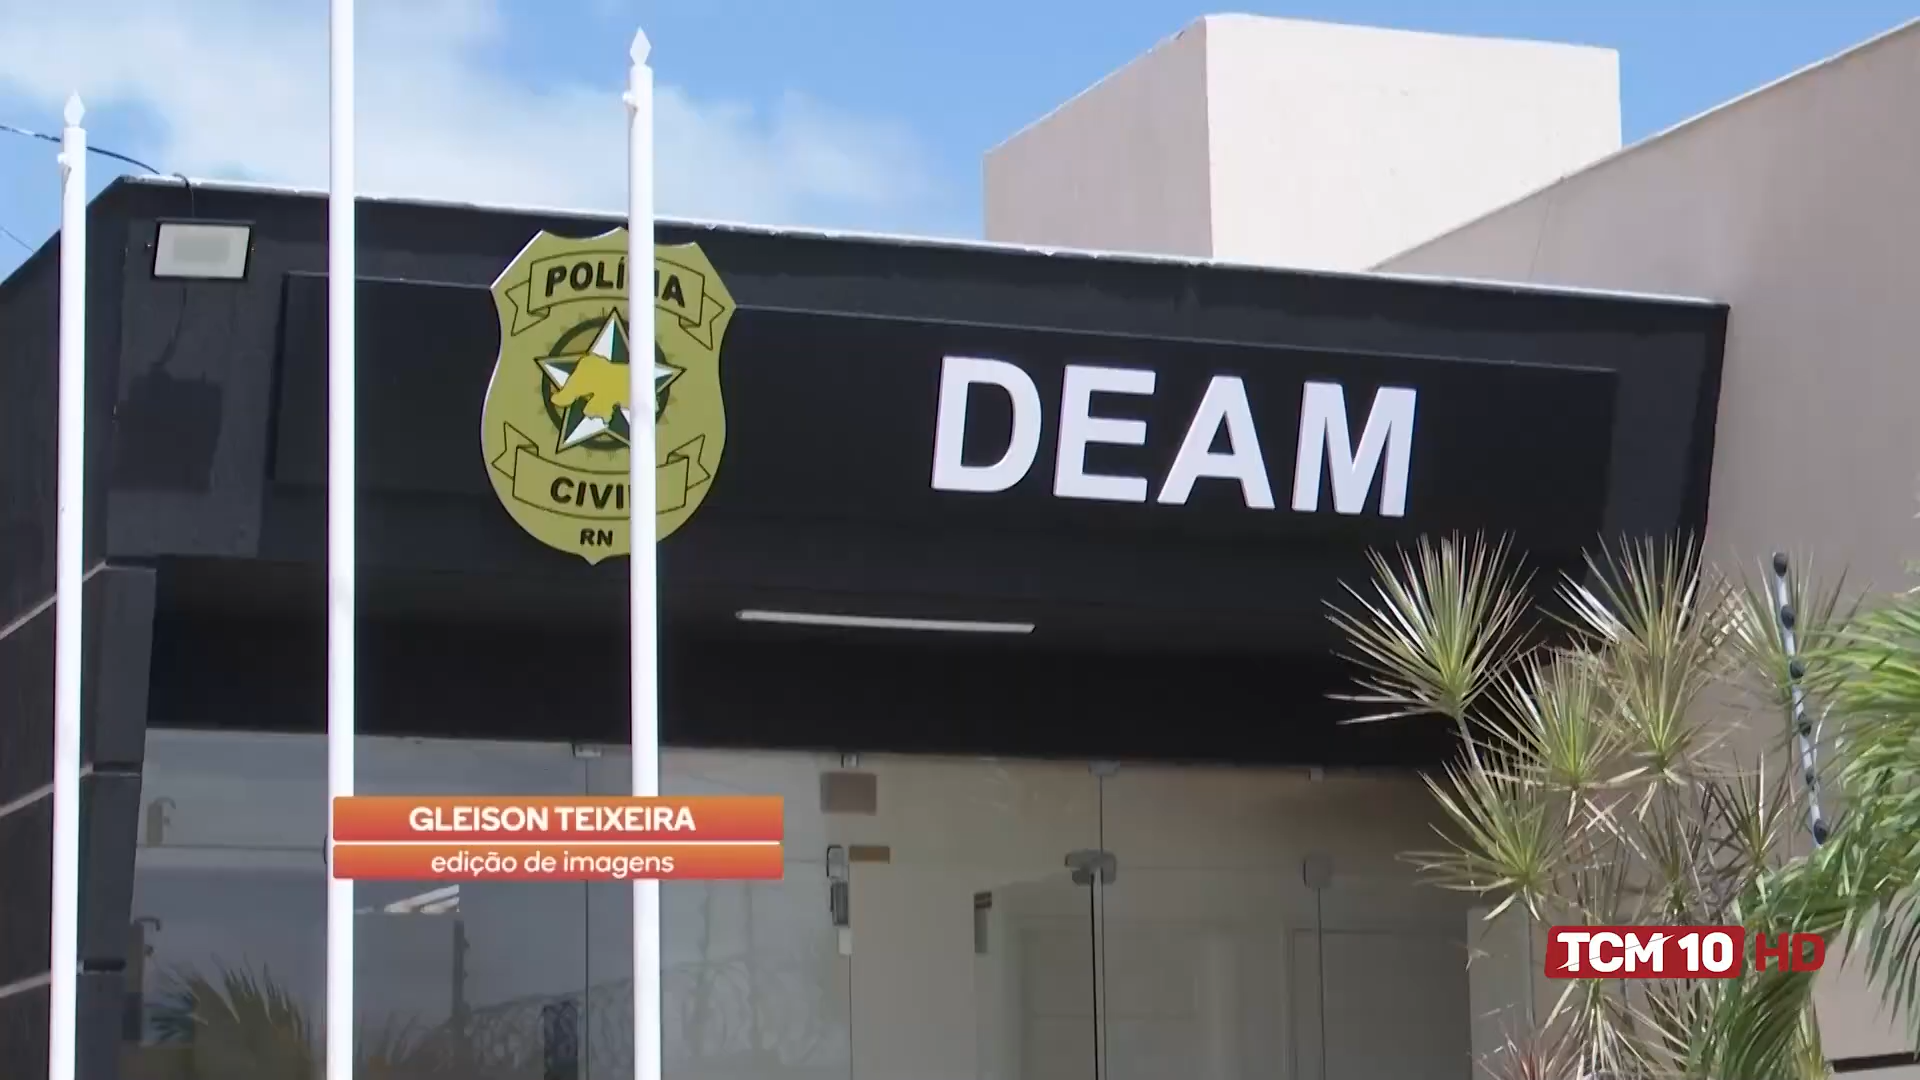 POLÍCIA
CIVIL
RN
DEAM
GLEISON TEIXEIRA
edição de imagens
TCM 10 HD